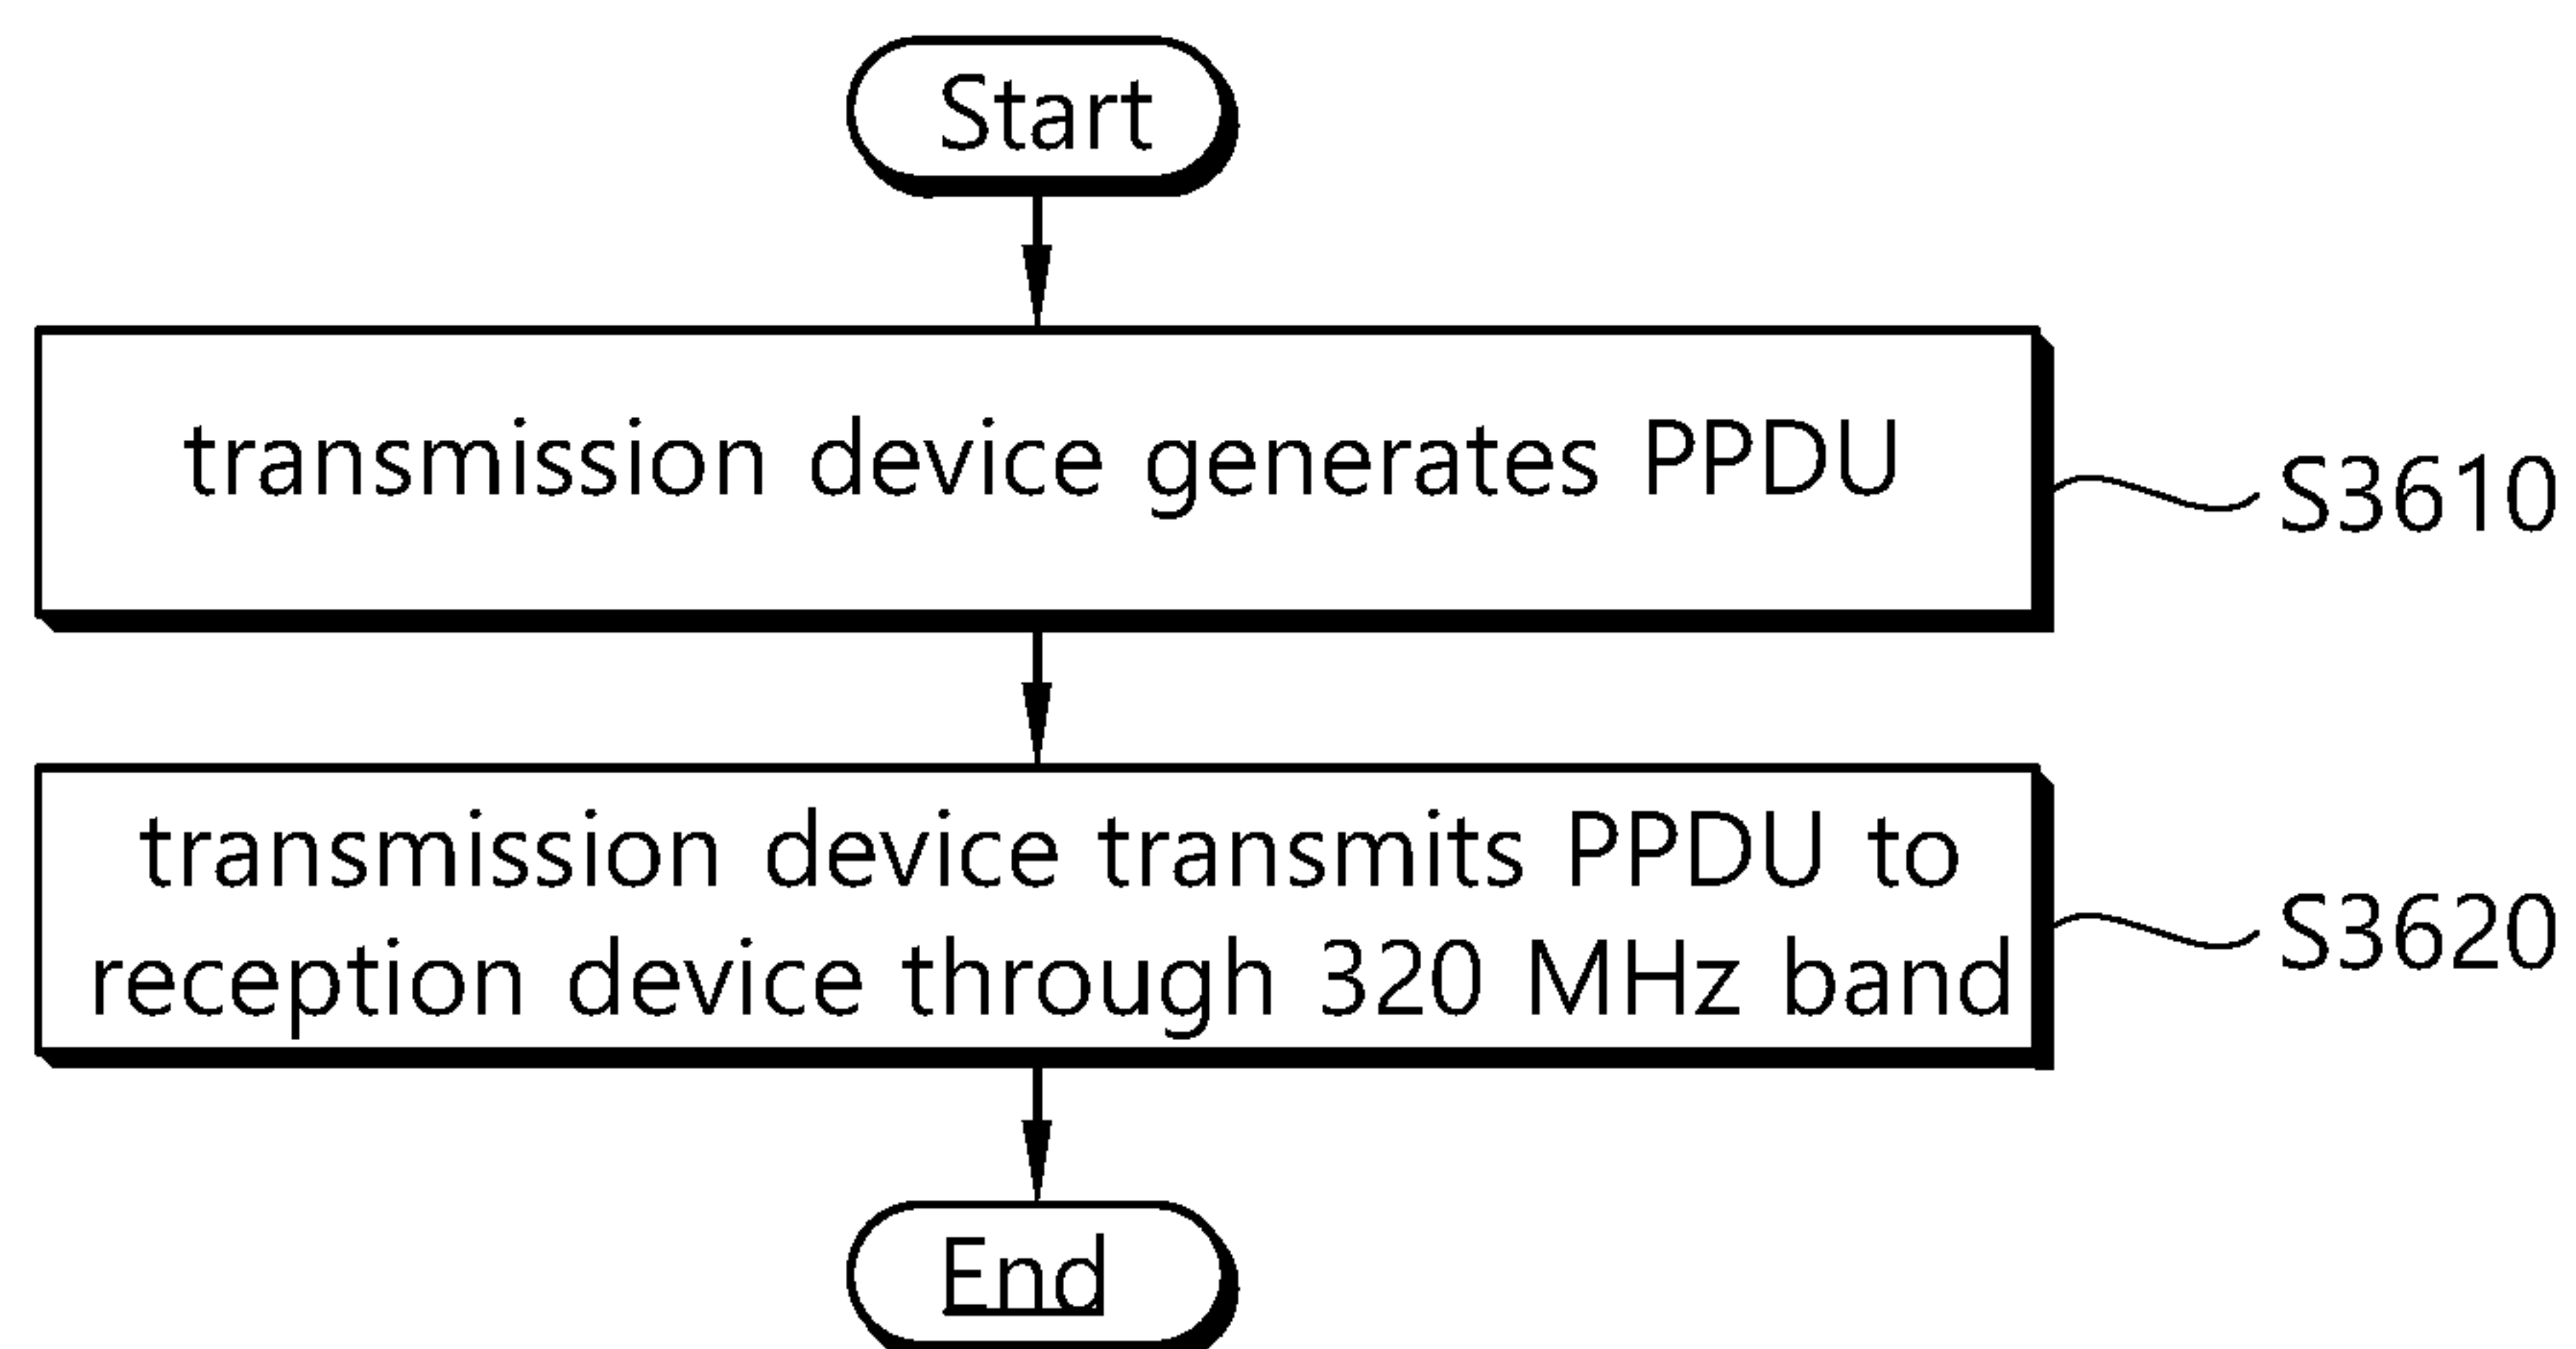 Start
transmission device generates PPDU
S3610
transmission device transmits PPDU to
reception device through 320 MHz band
S3620
End